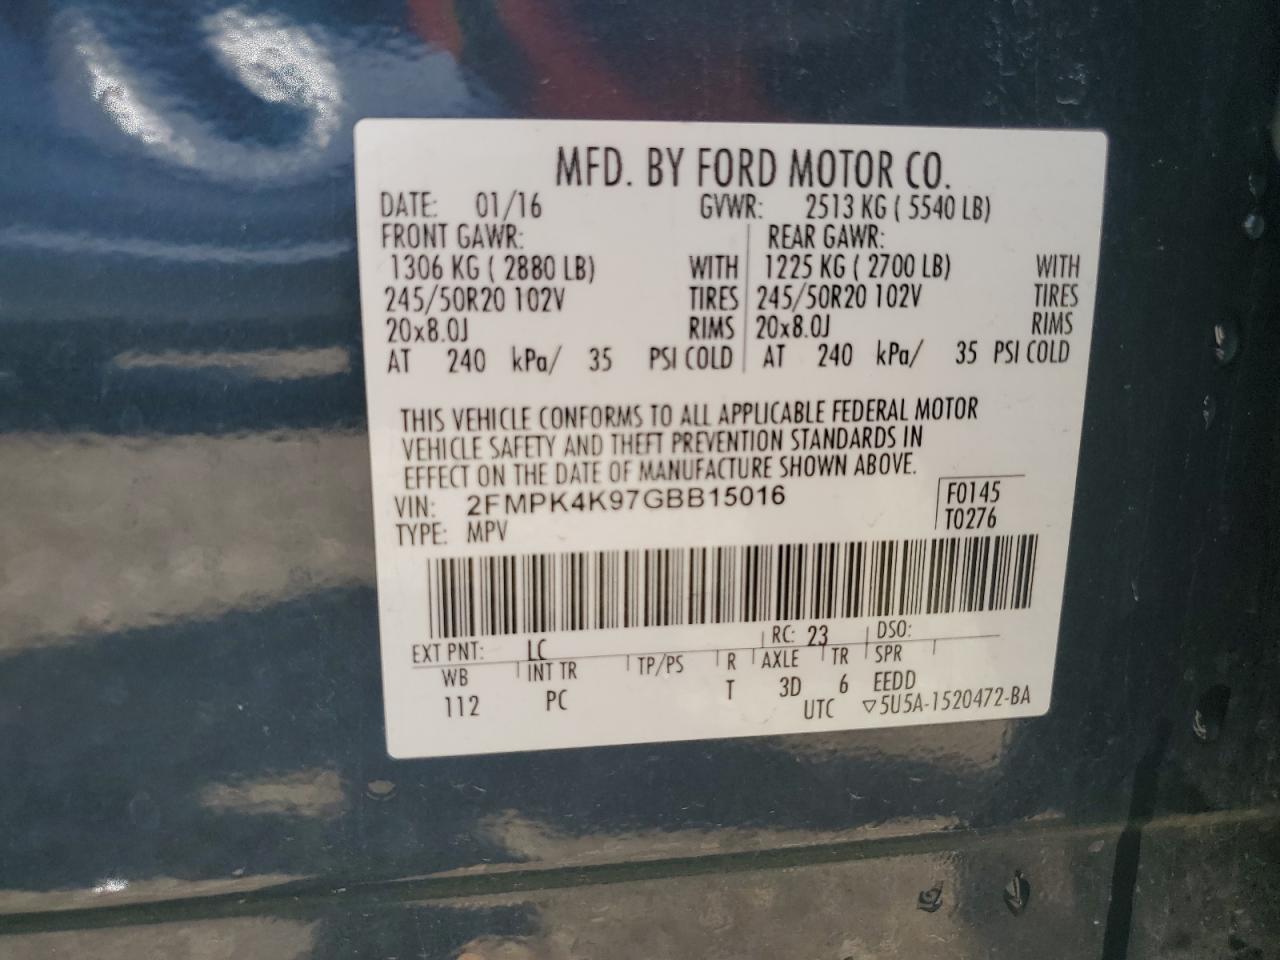 MFD. BY FORD MOTOR CO.
DATE: 01/16 GVWR: 2513 KG ( 5540 LB)
FRONT GAWR: REAR GAWR:
1306 KG ( 2880 LB) WITH 1225 KG ( 2700 LB) WITH
245/50R20 102V TIRES 245/50R20 102V TIRES
20x8.0J RIMS 20x8.0J RIMS
AT 240 kPa/ 35 PSI COLD AT 240 kPa/ 35 PSI COLD
THIS VEHICLE CONFORMS TO ALL APPLICABLE FEDERAL MOTOR
VEHICLE SAFETY AND THEFT PREVENTION STANDARDS IN
EFFECT ON THE DATE OF MANUFACTURE SHOWN ABOVE.
VIN: 2FMPK4K97GBB15016 F0145
TYPE: MPV T0276
EXT PNT: LC RC: 23 DSO:
WB INT TR TP/PS R AXLE TR SPR
112 PC T 3D 6 EEDD
UTC ▽5U5A-1520472-BA